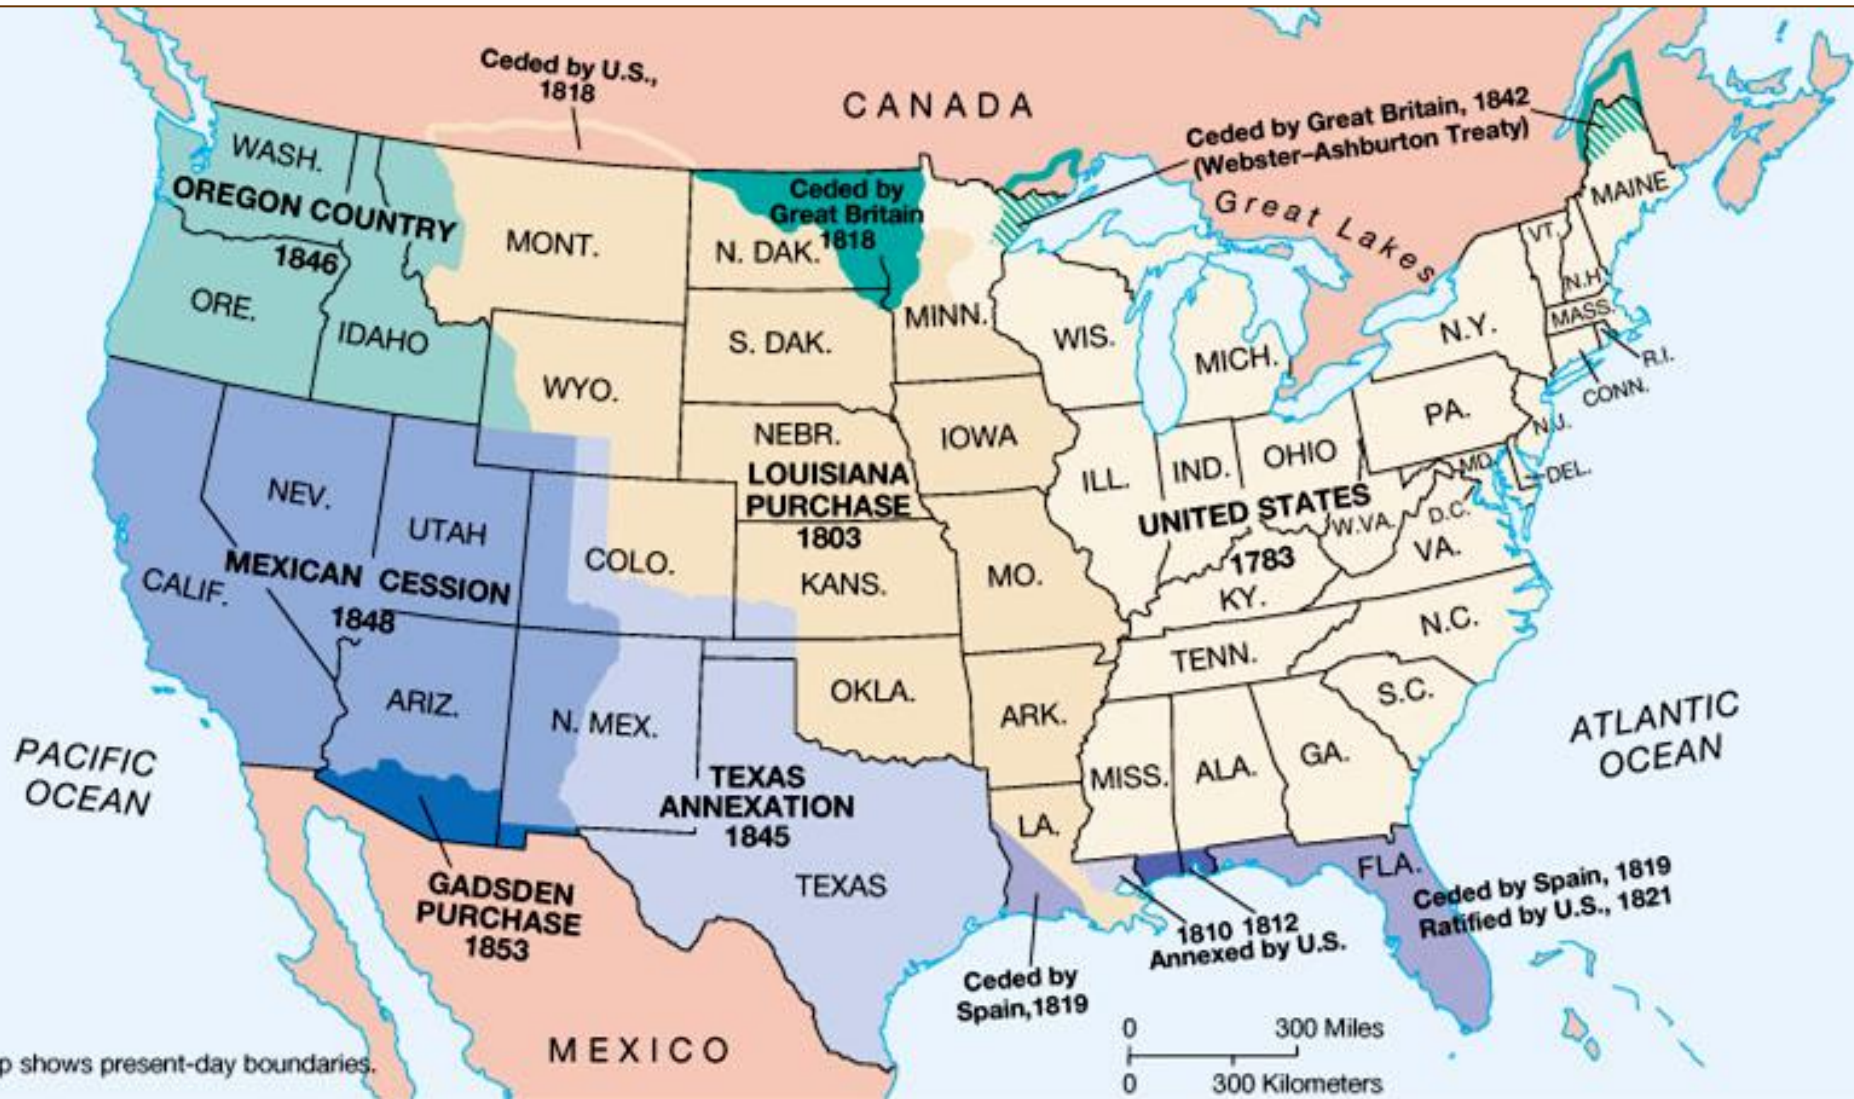 Ceded by U.S.,
1818
CANADA
Ceded by Great Britain, 1842
(Webster–Ashburton Treaty)
Great Lakes
WASH.
OREGON COUNTRY
1846
ORE.
IDAHO
MONT.
WYO.
N. DAK.
Ceded by
Great Britain
1818
S. DAK.
MINN.
WIS.
MICH.
MAINE
VT.
N.H.
MASS.
R.I.
CONN.
N.Y.
PA.
N.J.
MD.
DEL.
D.C.
NEBR.
IOWA
LOUISIANA
PURCHASE
1803
ILL.
IND.
OHIO
UNITED STATES
1783
W.VA.
VA.
KY.
NEV.
UTAH
COLO.
KANS.
MO.
CALIF.
MEXICAN CESSION
1848
ARIZ.
N. MEX.
OKLA.
ARK.
TENN.
N.C.
S.C.
MISS.
ALA.
GA.
LA.
FLA.
TEXAS
ANNEXATION
1845
TEXAS
PACIFIC
OCEAN
ATLANTIC
OCEAN
GADSDEN
PURCHASE
1853
Ceded by Spain, 1819
Ratified by U.S., 1821
1810 1812
Annexed by U.S.
Ceded by
Spain,1819
MEXICO
0 300 Miles
0 300 Kilometers
p shows present-day boundaries.